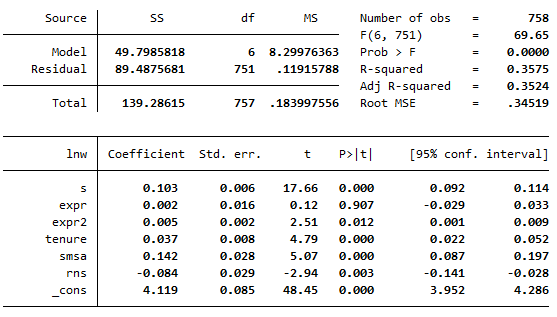 Source SS df MS Number of obs = 758
F(6, 751) = 69.65
Model 49.7985818 6 8.29976363 Prob > F = 0.0000
Residual 89.4875681 751 .11915788 R-squared = 0.3575
Adj R-squared = 0.3524
Total 139.28615 757 .183997556 Root MSE = .34519
lnw Coefficient Std. err. t P>|t| [95% conf. interval]
s 0.103 0.006 17.66 0.000 0.092 0.114
expr 0.002 0.016 0.12 0.907 -0.029 0.033
expr2 0.005 0.002 2.51 0.012 0.001 0.009
tenure 0.037 0.008 4.79 0.000 0.022 0.052
smsa 0.142 0.028 5.07 0.000 0.087 0.197
rns -0.084 0.029 -2.94 0.003 -0.141 -0.028
_cons 4.119 0.085 48.45 0.000 3.952 4.286